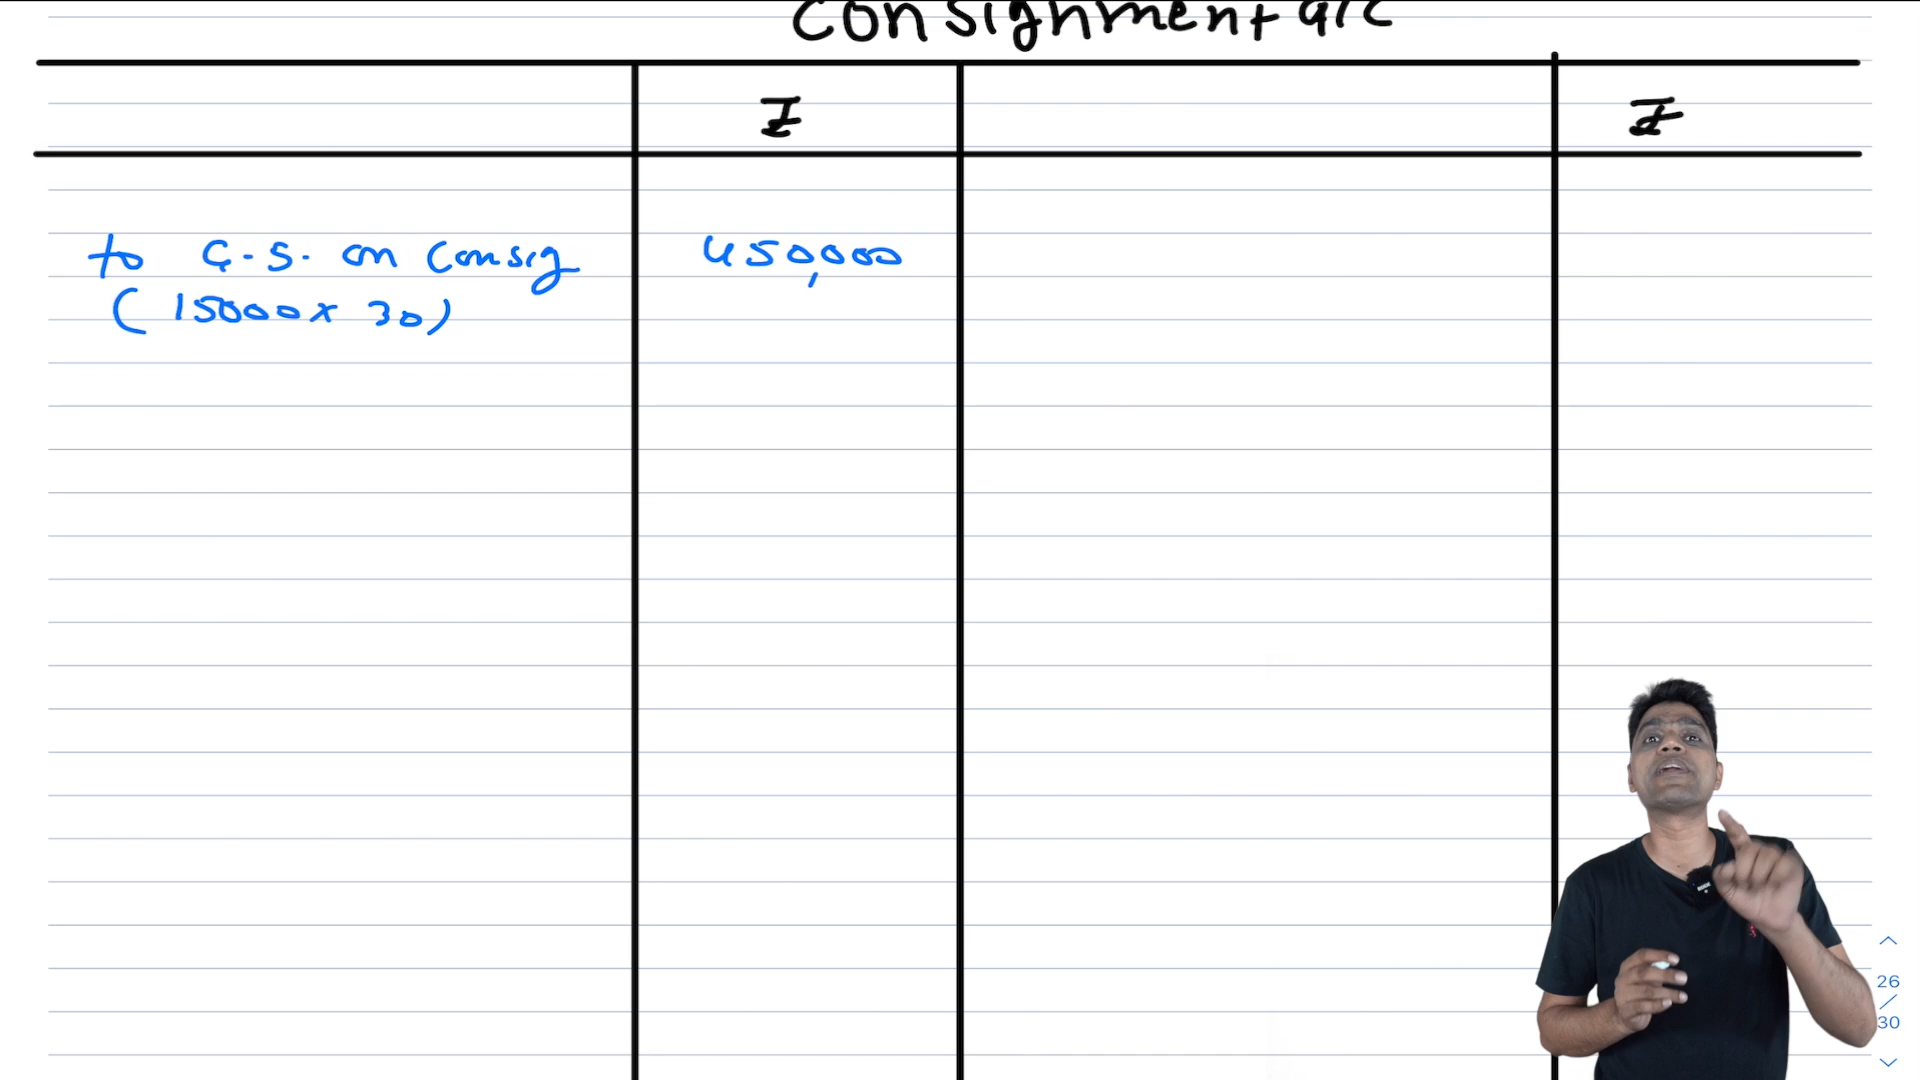 Consignment a/c
₹ ₹
to G.S. on Consig 450,000
(15000 x 30)
26
/
30